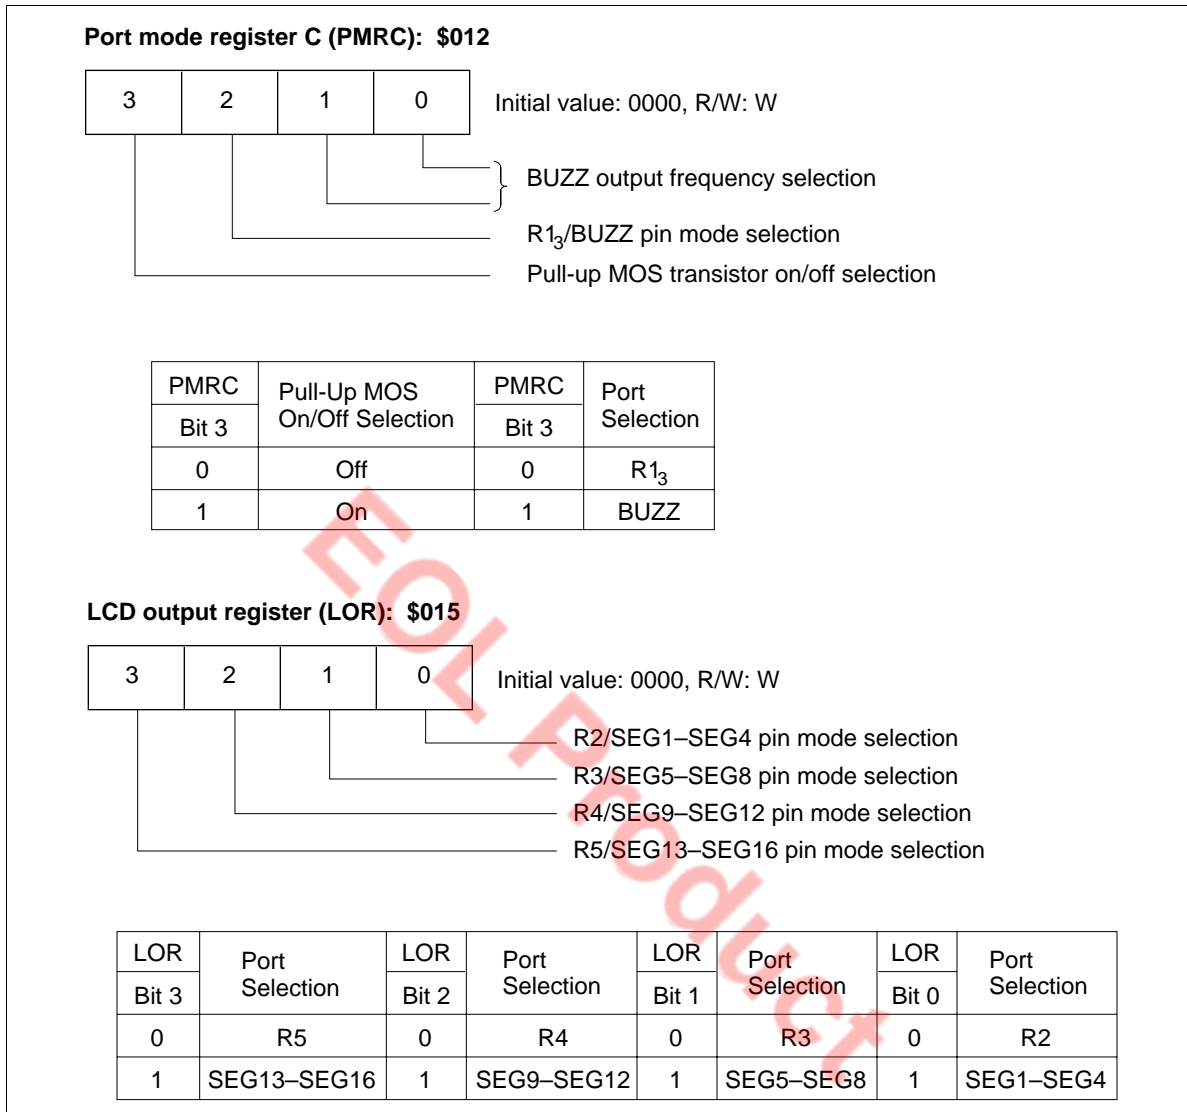 Port mode register C (PMRC): $012
3 2 1 0 Initial value: 0000, R/W: W
BUZZ output frequency selection
R1₃/BUZZ pin mode selection
Pull-up MOS transistor on/off selection
PMRC Pull-Up MOS On/Off Selection PMRC Port Selection
Bit 3 Bit 3
0 Off 0 R1₃
1 On 1 BUZZ
LCD output register (LOR): $015
3 2 1 0 Initial value: 0000, R/W: W
R2/SEG1–SEG4 pin mode selection
R3/SEG5–SEG8 pin mode selection
R4/SEG9–SEG12 pin mode selection
R5/SEG13–SEG16 pin mode selection
LOR Port Selection LOR Port Selection LOR Port Selection LOR Port Selection
Bit 3 Bit 2 Bit 1 Bit 0
0 R5 0 R4 0 R3 0 R2
1 SEG13–SEG16 1 SEG9–SEG12 1 SEG5–SEG8 1 SEG1–SEG4
EOL Product